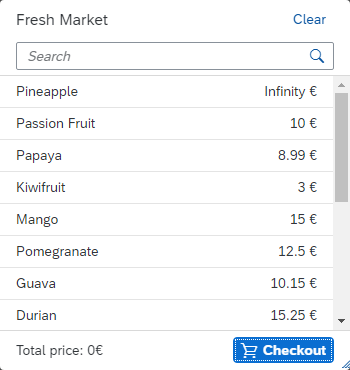 Fresh Market Clear
Search
Pineapple Infinity €
Passion Fruit 10 €
Papaya 8.99 €
Kiwifruit 3 €
Mango 15 €
Pomegranate 12.5 €
Guava 10.15 €
Durian 15.25 €
Total price: 0€ Checkout